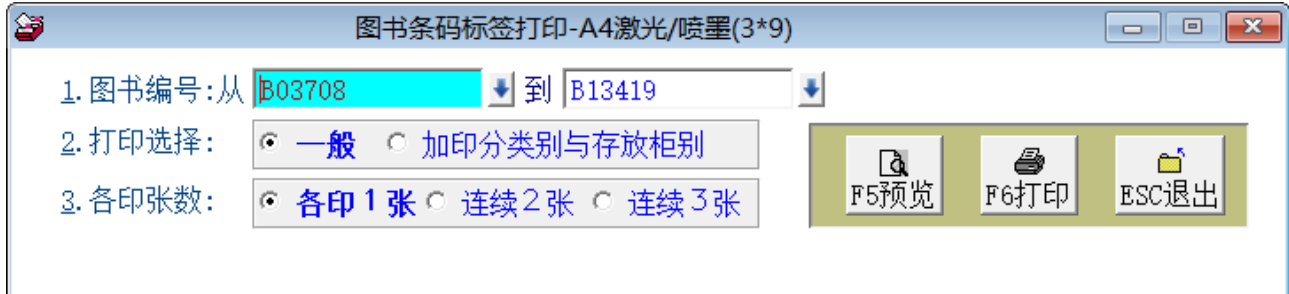 图书条码标签打印-A4激光/喷墨(3*9)
1.图书编号:从 B03708 到 B13419
2.打印选择: 一般 加印分类别与存放柜别
3.各印张数: 各印1张 连续2张 连续3张
F5预览 F6打印 ESC退出